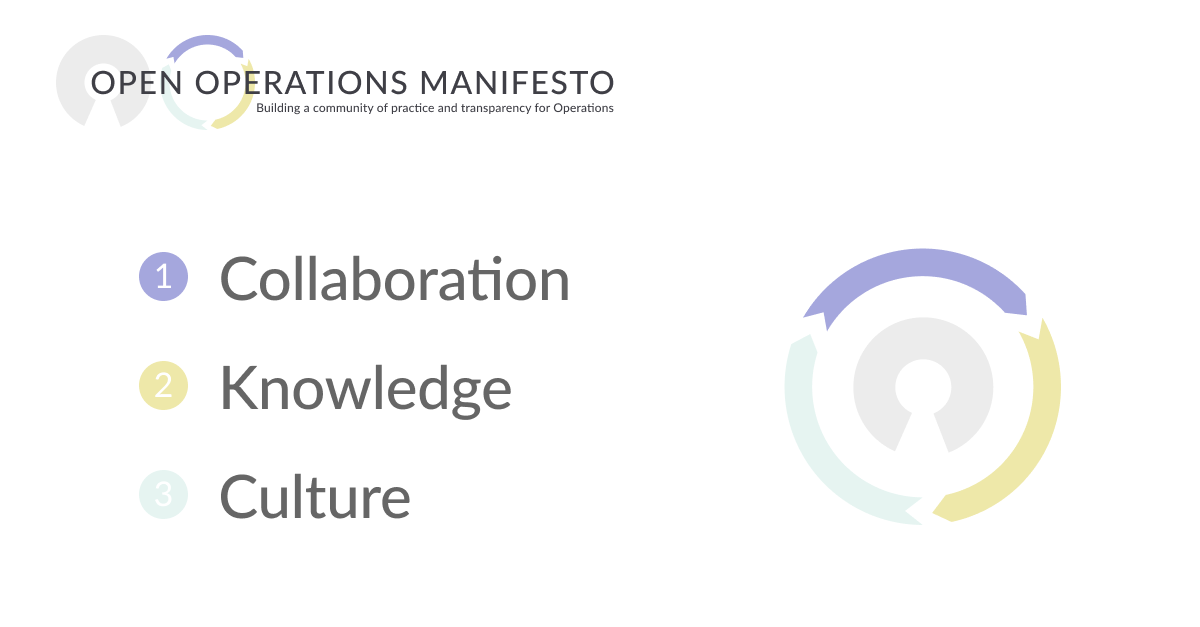 OPEN OPERATIONS MANIFESTO
Building a community of practice and transparency for Operations
1 Collaboration
2 Knowledge
3 Culture